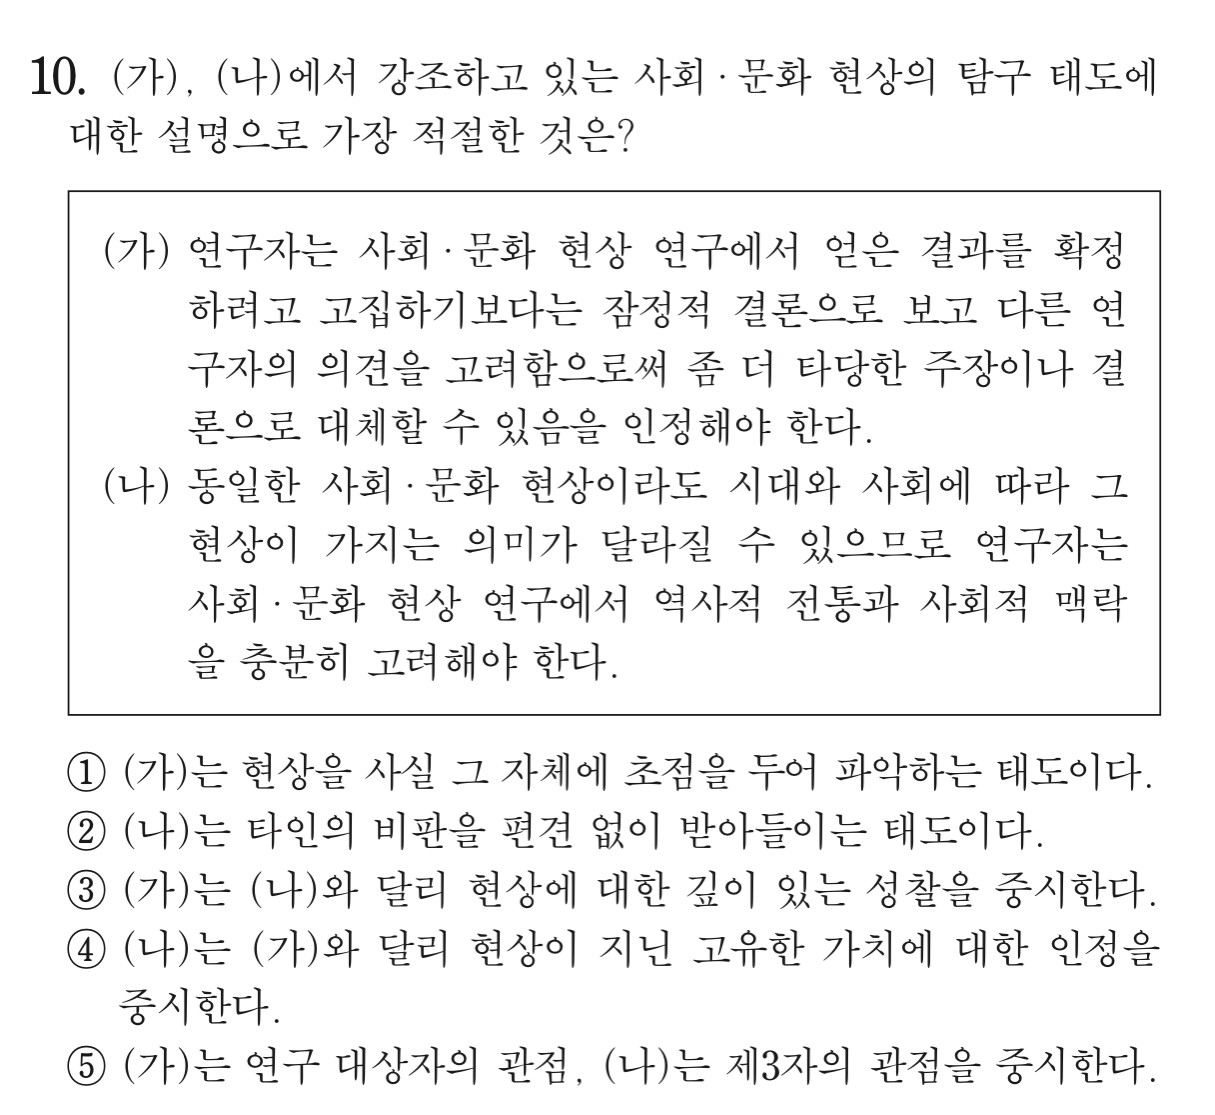 10. (가), (나)에서 강조하고 있는 사회·문화 현상의 탐구 태도에
대한 설명으로 가장 적절한 것은?
(가) 연구자는 사회·문화 현상 연구에서 얻은 결과를 확정
하려고 고집하기보다는 잠정적 결론으로 보고 다른 연
구자의 의견을 고려함으로써 좀 더 타당한 주장이나 결
론으로 대체할 수 있음을 인정해야 한다.
(나) 동일한 사회·문화 현상이라도 시대와 사회에 따라 그
현상이 가지는 의미가 달라질 수 있으므로 연구자는
사회·문화 현상 연구에서 역사적 전통과 사회적 맥락
을 충분히 고려해야 한다.
① (가)는 현상을 사실 그 자체에 초점을 두어 파악하는 태도이다.
② (나)는 타인의 비판을 편견 없이 받아들이는 태도이다.
③ (가)는 (나)와 달리 현상에 대한 깊이 있는 성찰을 중시한다.
④ (나)는 (가)와 달리 현상이 지닌 고유한 가치에 대한 인정을
중시한다.
⑤ (가)는 연구 대상자의 관점, (나)는 제3자의 관점을 중시한다.